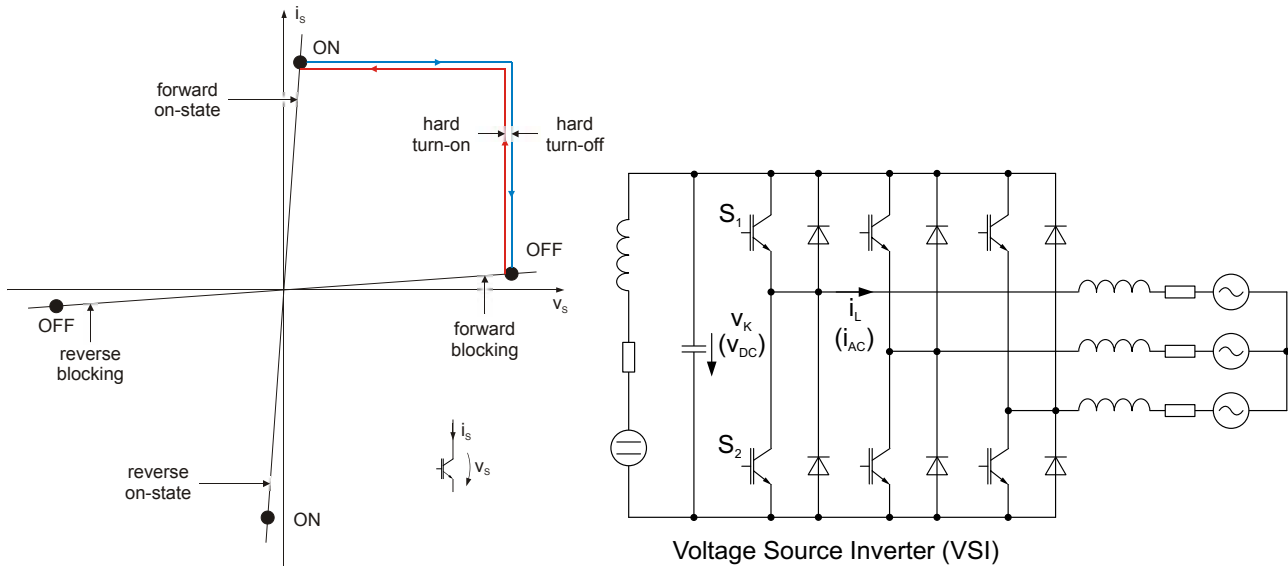 i_S
ON
forward
on-state
hard
turn-on
hard
turn-off
OFF
v_S
OFF
reverse
blocking
forward
blocking
i_S
v_S
reverse
on-state
ON
S_1
v_K
(v_DC)
i_L
(i_AC)
S_2
Voltage Source Inverter (VSI)